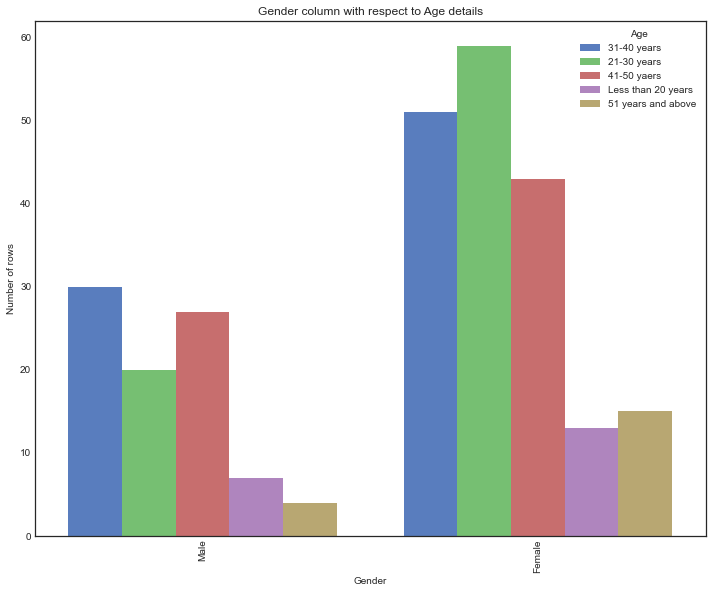 Gender column with respect to Age details
Age
31-40 years
21-30 years
41-50 yaers
Less than 20 years
51 years and above
Number of rows
60
50
40
30
20
10
0
Male
Female
Gender